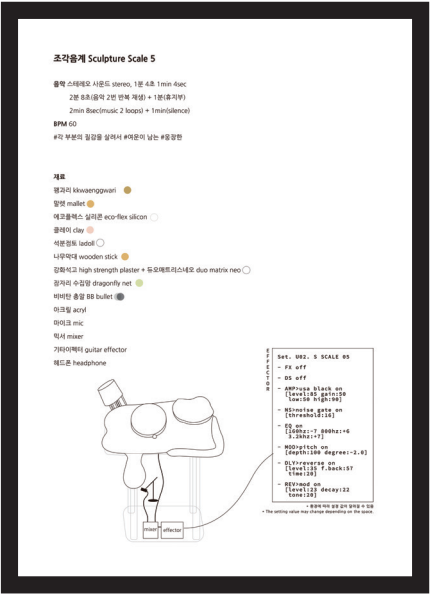 조각음계 Sculpture Scale 5
음악 스테레오 사운드 stereo, 1분 4초 1min 4sec
2분 8초(음악 2번 반복 재생) + 1분(휴지부)
2min 8sec(music 2 loops) + 1min(silence)
BPM 60
#각 부분의 질감을 살려서 #여운이 남는 #웅장한
재료
꽹과리 kkwaenggwari
말렛 mallet
에코플렉스 실리콘 eco-flex silicon
클레이 clay
석분점토 ladoll
나무막대 wooden stick
강화석고 high strength plaster + 듀오매트릭스네오 duo matrix neo
잠자리 수집망 dragonfly net
비비탄 총알 BB bullet
아크릴 acryl
마이크 mic
믹서 mixer
기타이펙터 guitar effector
헤드폰 headphone
EFFECTOR
Set. U02. S SCALE 05
- FX off
- DS off
- AMP>usa black on
[level:85 gain:50
low:50 high:90]
- NS>noise gate on
[threshold:16]
- EQ on
[160hz:-7 800hz:+6
3.2khz:+7]
- MOD>pitch on
[depth:100 degree:-2.0]
- DLY>reverse on
[level:35 f.back:57
time:20]
- REV>mod on
[level:23 decay:22
tone:20]
* 환경에 따라 설정 값이 달라질 수 있음
* The setting value may change depending on the space.
mixer
effector